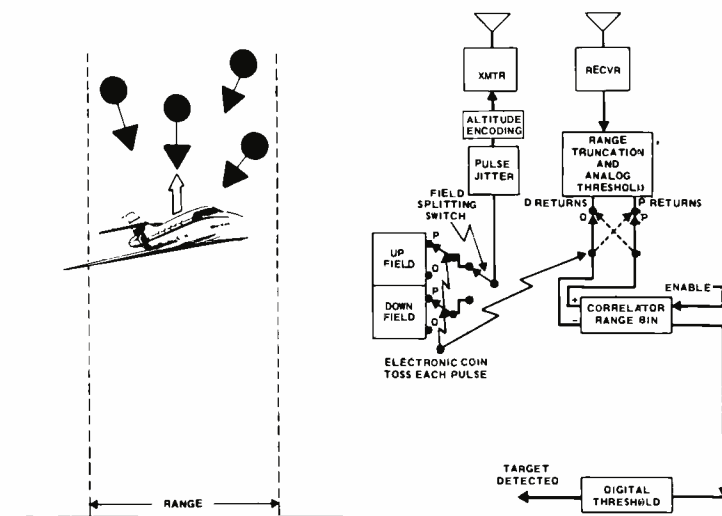 RANGE
XMTR
RECVR
ALTITUDE
ENCODING
PULSE
JITTER
RANGE
TRUNCATION
AND
ANALOG
THRESHOLD
FIELD
SPLITTING
SWITCH
D RETURNS
P RETURNS
Q
P
UP
FIELD
P
Q
DOWN
FIELD
P
Q
ENABLE
+
–
CORRELATOR
RANGE BIN
ELECTRONIC COIN
TOSS EACH PULSE
TARGET
DETECTED
DIGITAL
THRESHOLD